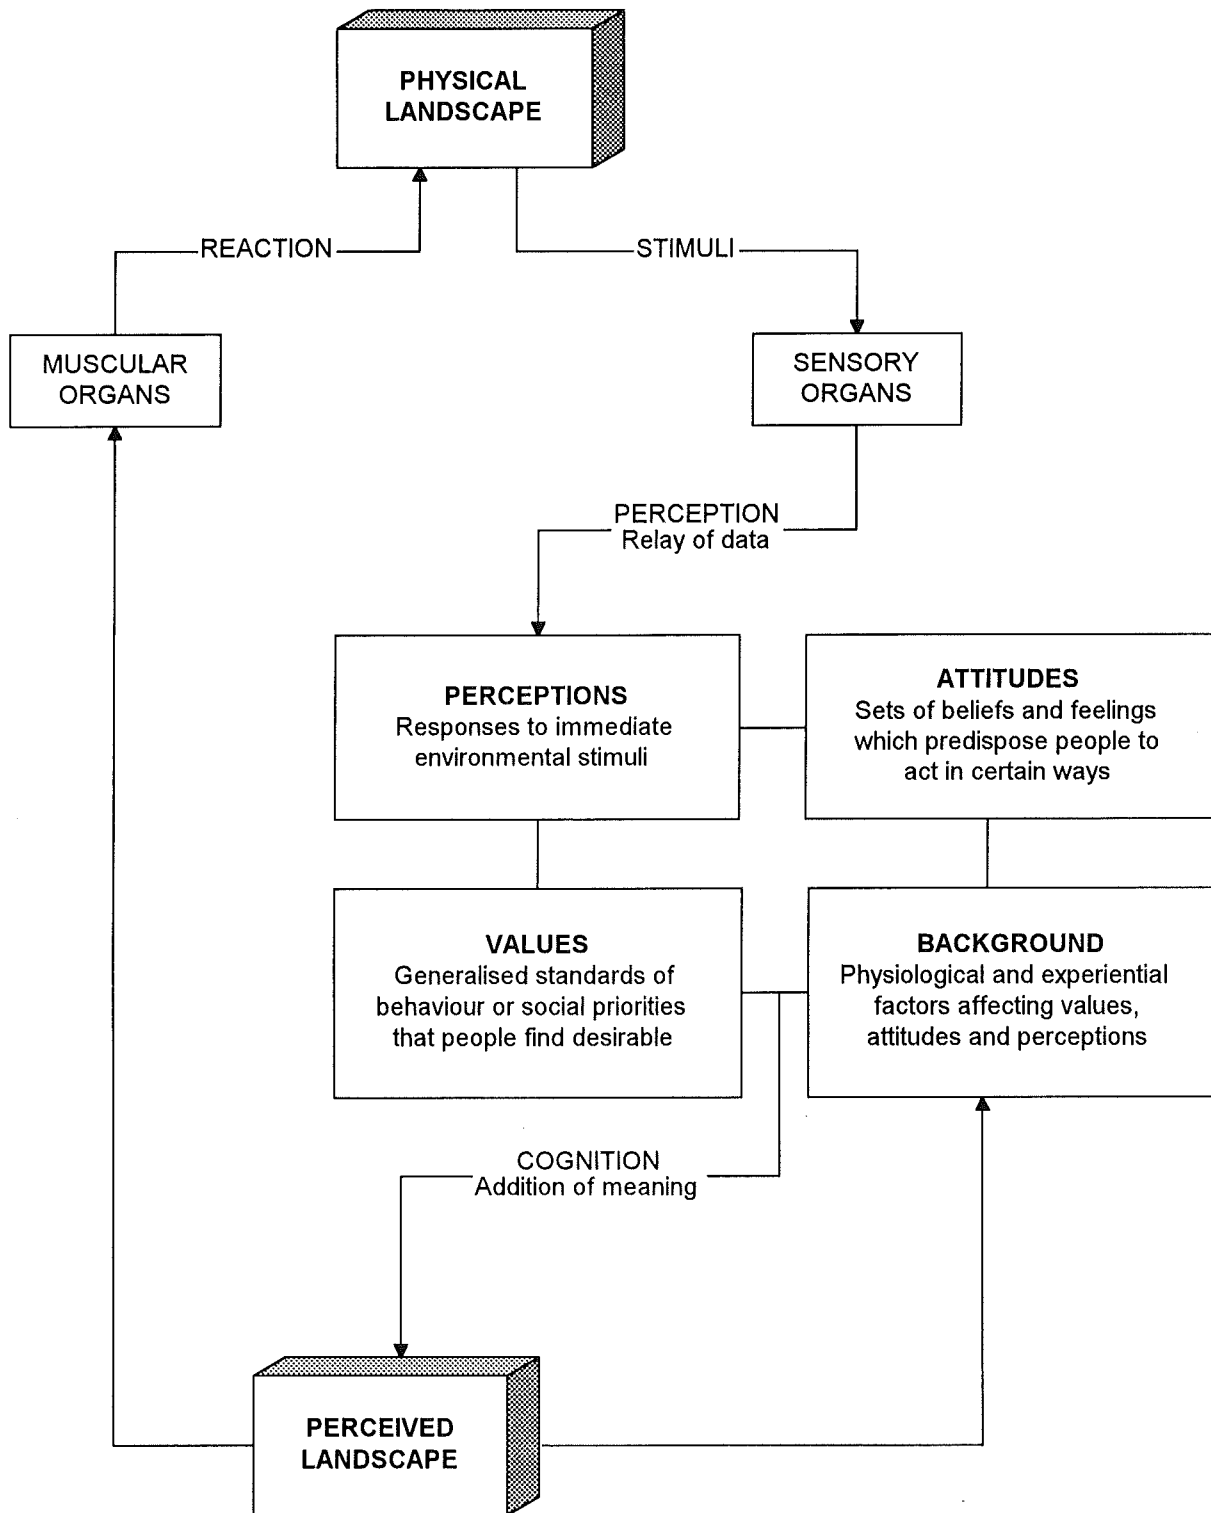 PHYSICAL
LANDSCAPE
REACTION
STIMULI
MUSCULAR
ORGANS
SENSORY
ORGANS
PERCEPTION
Relay of data
PERCEPTIONS
Responses to immediate
environmental stimuli
ATTITUDES
Sets of beliefs and feelings
which predispose people to
act in certain ways
VALUES
Generalised standards of
behaviour or social priorities
that people find desirable
BACKGROUND
Physiological and experiential
factors affecting values,
attitudes and perceptions
COGNITION
Addition of meaning
PERCEIVED
LANDSCAPE